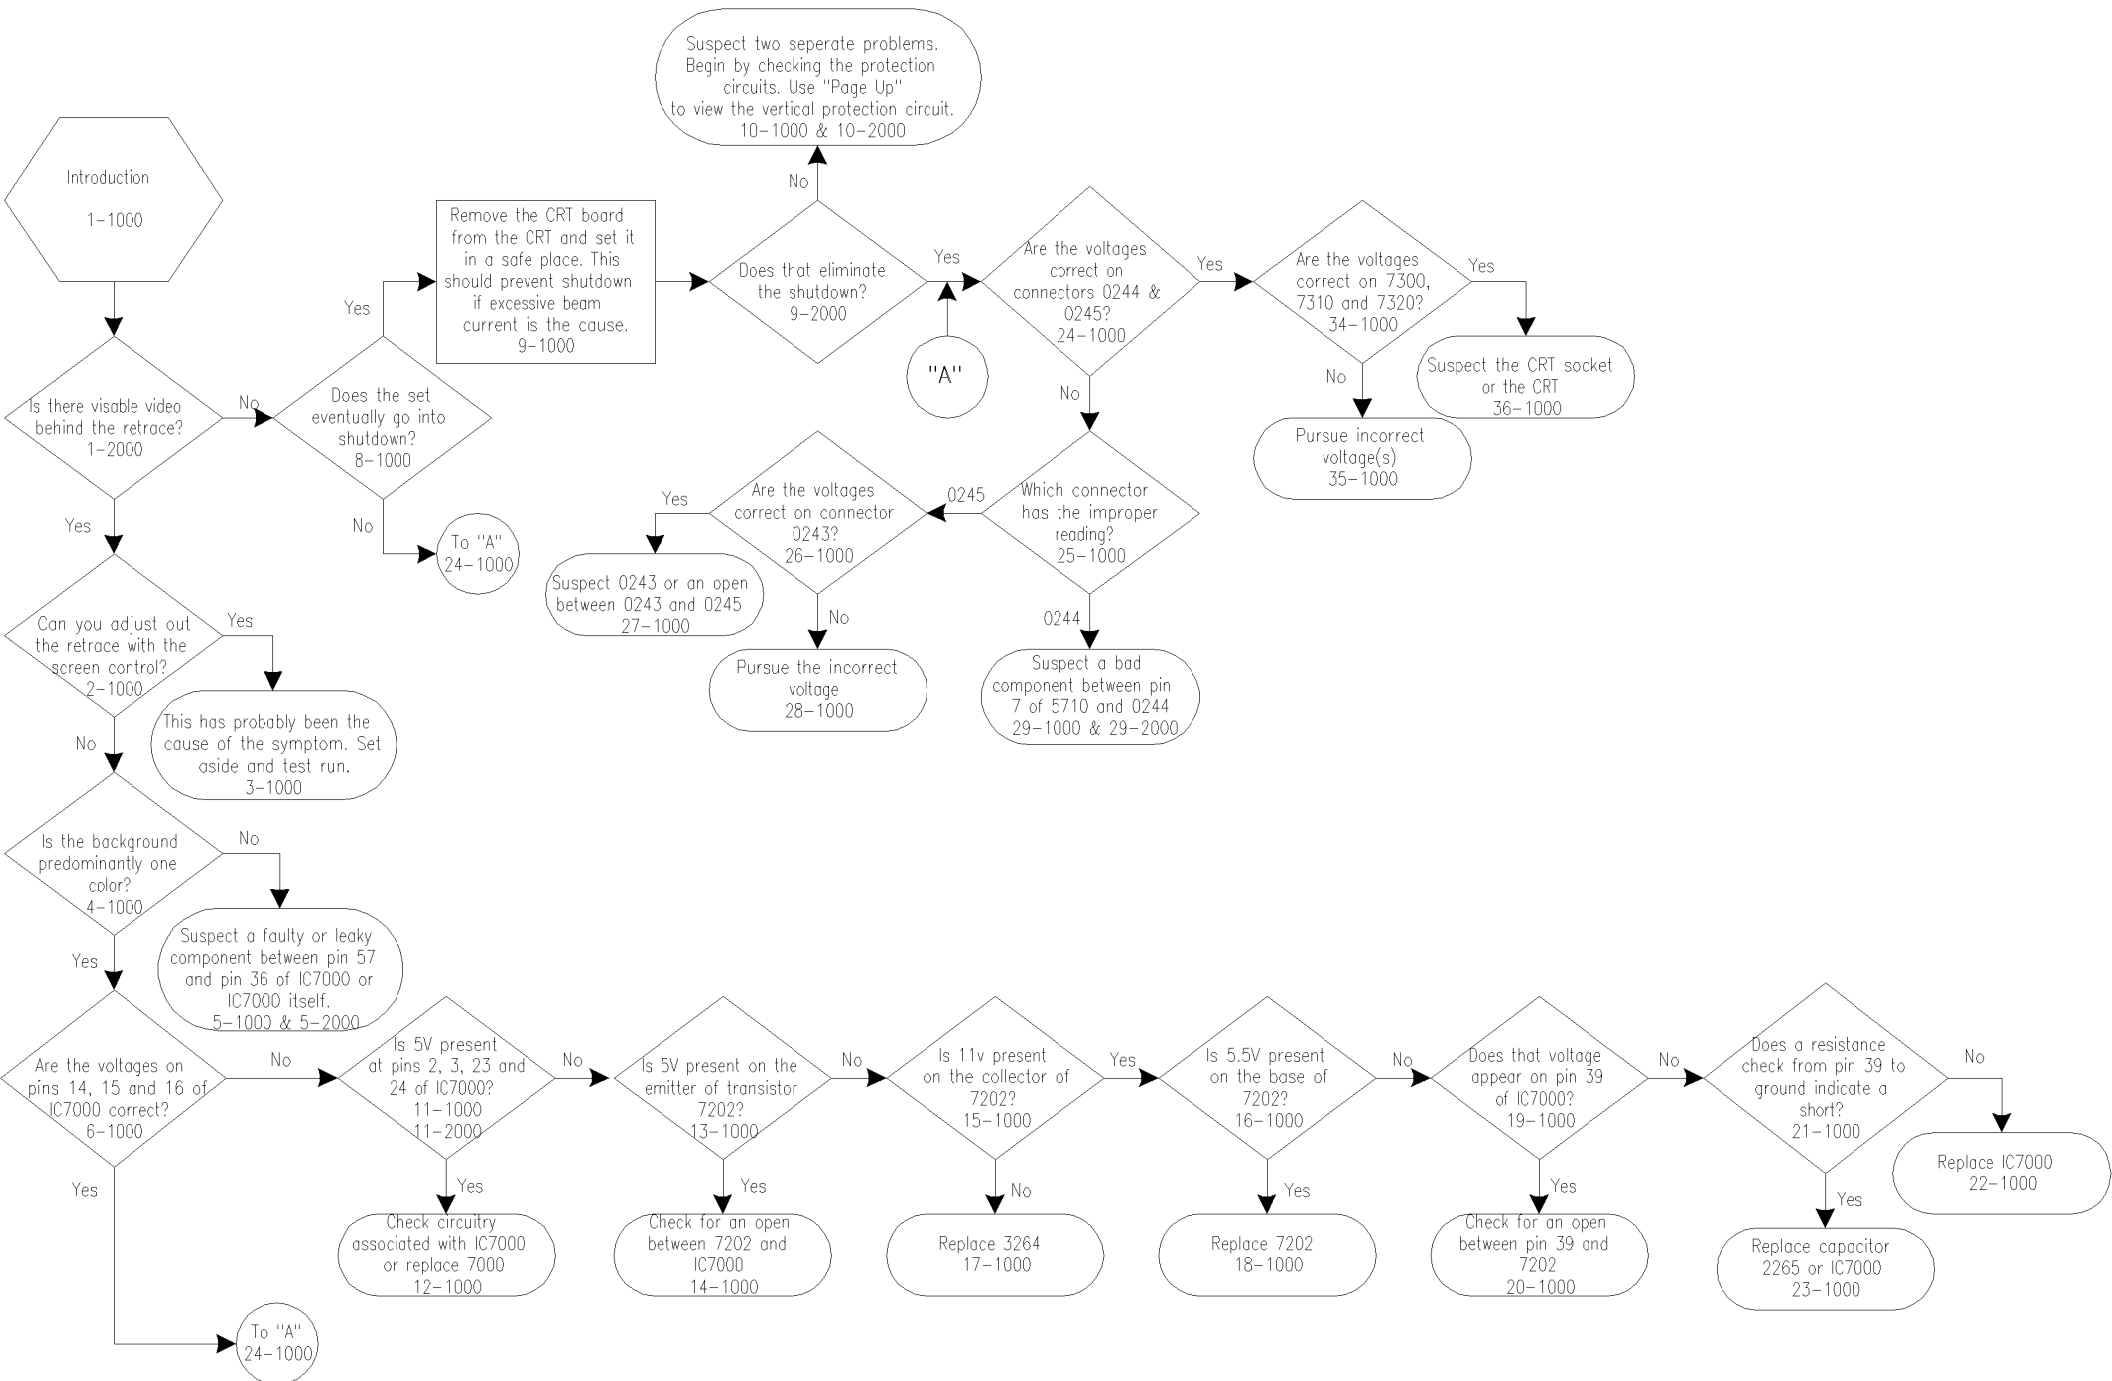 Introduction
1-1000
Is there visable video
behind the retrace?
1-2000
No
Yes
Does the set
eventually go into
shutdown?
8-1000
Yes
No
To "A"
24-1000
Remove the CRT board
from the CRT and set it
in a safe place. This
should prevent shutdown
if excessive beam
current is the cause.
9-1000
Does that eliminate
the shutdown?
9-2000
No
Suspect two seperate problems.
Begin by checking the protection
circuits. Use "Page Up"
to view the vertical protection circuit.
10-1000 & 10-2000
Yes
"A"
Are the voltages
correct on
connectors 0244 &
0245?
24-1000
Yes
No
Are the voltages
correct on 7300,
7310 and 7320?
34-1000
Yes
Suspect the CRT socket
or the CRT
36-1000
No
Pursue incorrect
voltage(s)
35-1000
Which connector
has the improper
reading?
25-1000
0245
0244
Are the voltages
correct on connector
0243?
26-1000
Yes
Suspect 0243 or an open
between 0243 and 0245
27-1000
No
Pursue the incorrect
voltage
28-1000
Suspect a bad
component between pin
7 of 5710 and 0244
29-1000 & 29-2000
Can you adjust out
the retrace with the
screen control?
2-1000
Yes
This has probably been the
cause of the symptom. Set
aside and test run.
3-1000
No
Is the background
predominantly one
color?
4-1000
No
Suspect a faulty or leaky
component between pin 57
and pin 36 of IC7000 or
IC7000 itself.
5-1000 & 5-2000
Yes
Are the voltages on
pins 14, 15 and 16 of
IC7000 correct?
6-1000
Yes
To "A"
24-1000
No
Is 5V present
at pins 2, 3, 23 and
24 of IC7000?
11-1000
11-2000
Yes
Check circuitry
associated with IC7000
or replace 7000
12-1000
No
Is 5V present on the
emitter of transistor
7202?
13-1000
Yes
Check for an open
between 7202 and
IC7000
14-1000
No
Is 11v present
on the collector of
7202?
15-1000
No
Replace 3264
17-1000
Yes
Is 5.5V present
on the base of
7202?
16-1000
Yes
Replace 7202
18-1000
No
Does that voltage
appear on pin 39
of IC7000?
19-1000
Yes
Check for an open
between pin 39 and
7202
20-1000
No
Does a resistance
check from pin 39 to
ground indicate a
short?
21-1000
Yes
Replace capacitor
2265 or IC7000
23-1000
No
Replace IC7000
22-1000